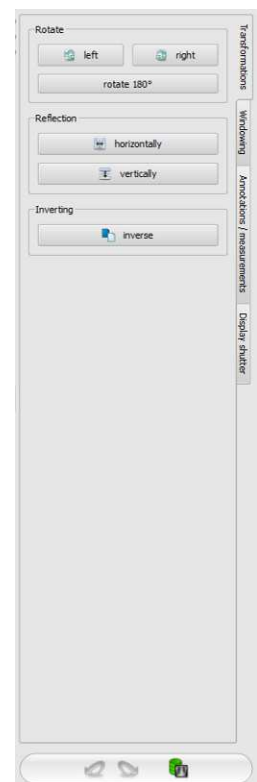 Rotate
left right
rotate 180°
Reflection
horizontally
vertically
Inverting
inverse
Transformations
Windowing
Annotations / measurements
Display shutter